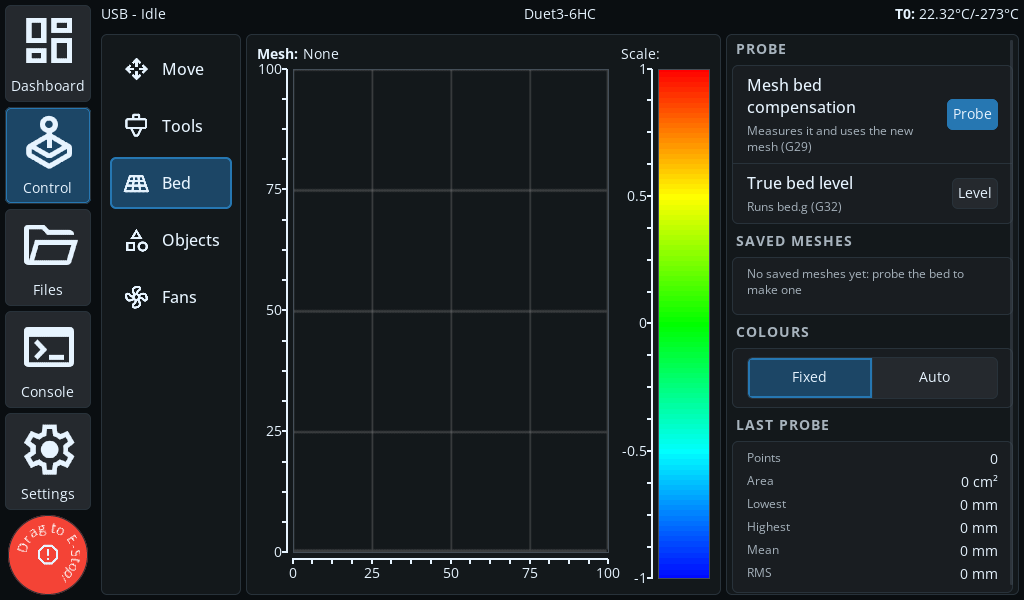 USB - Idle
Duet3-6HC
T0: 22.32°C/-273°C
Dashboard
Control
Files
Console
Settings
Drag to E-Stop!
Move
Tools
Bed
Objects
Fans
Mesh: None
Scale:
100
75
50
25
0
0
25
50
75
100
1
0.5
0
-0.5
-1
PROBE
Mesh bed
compensation
Measures it and uses the new
mesh (G29)
Probe
True bed level
Runs bed.g (G32)
Level
SAVED MESHES
No saved meshes yet: probe the bed to
make one
COLOURS
Fixed
Auto
LAST PROBE
Points 0
Area 0 cm²
Lowest 0 mm
Highest 0 mm
Mean 0 mm
RMS 0 mm